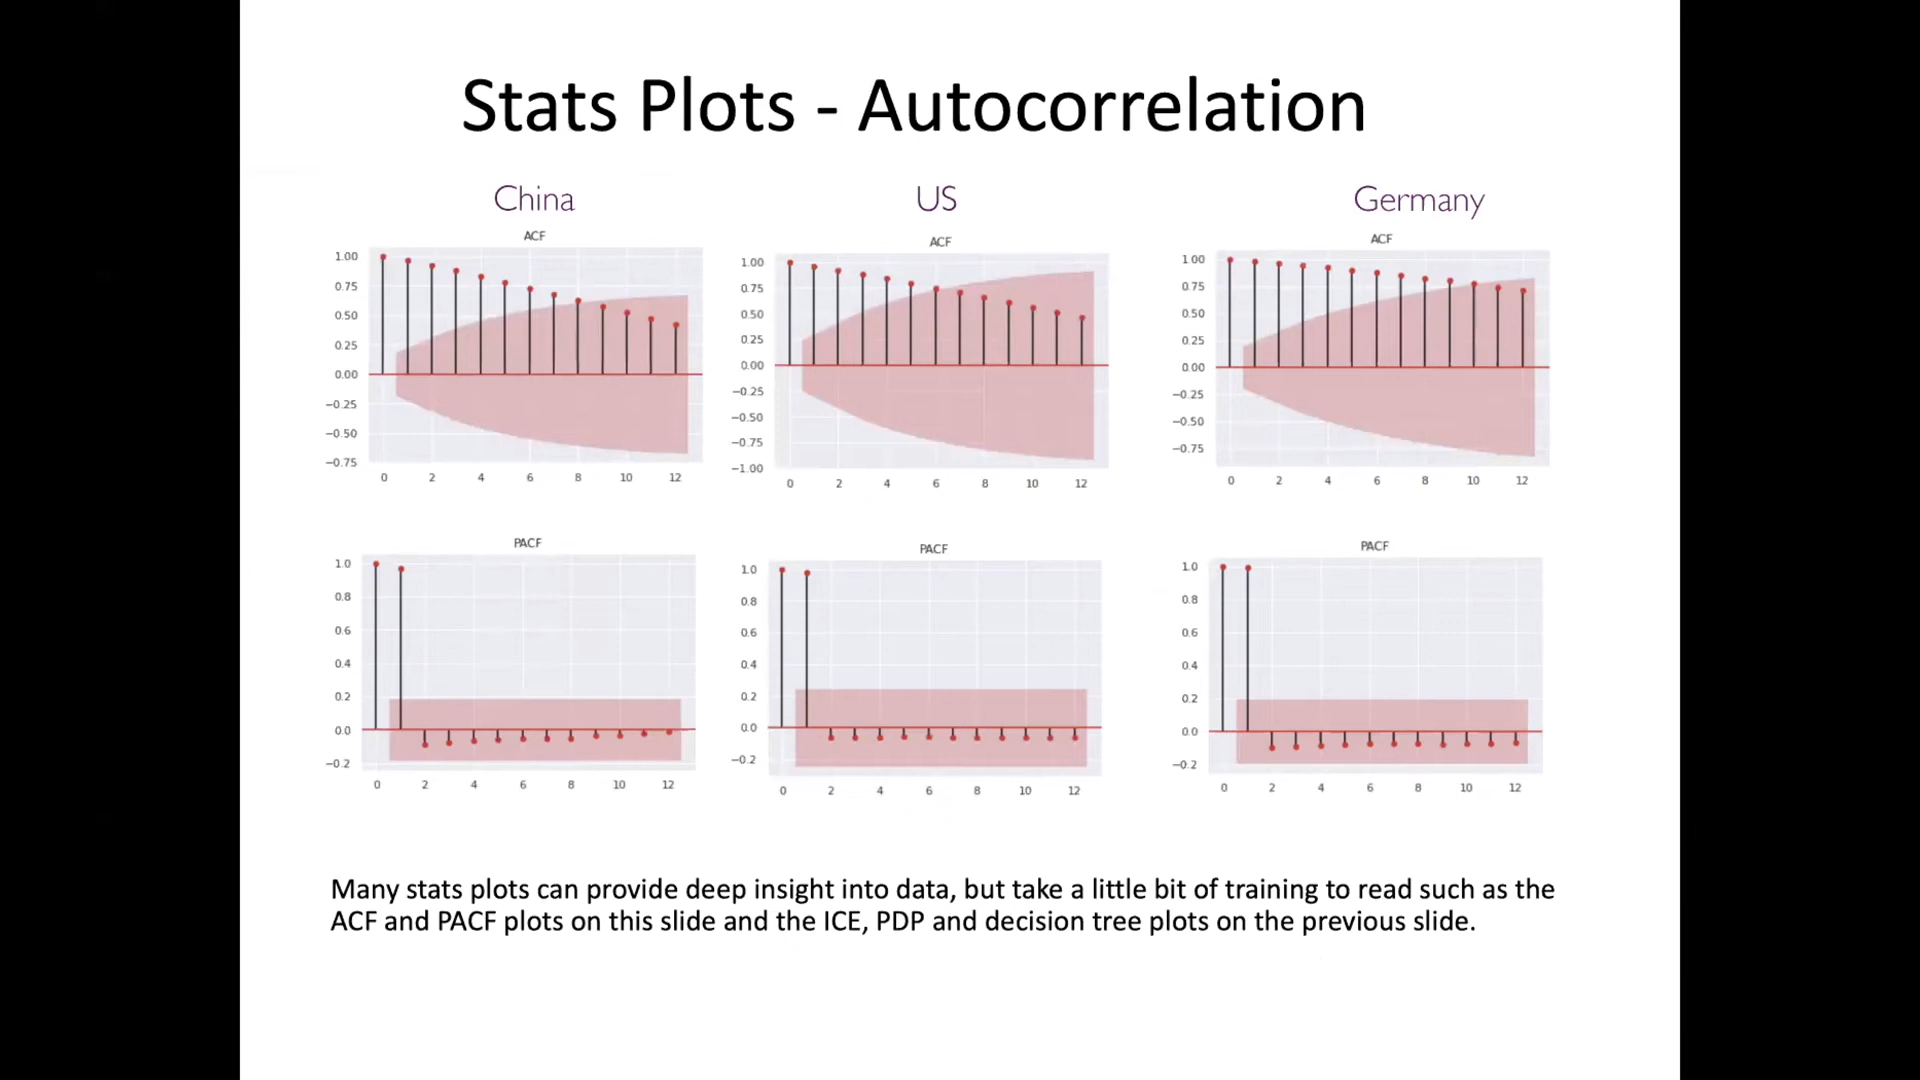 Stats Plots - Autocorrelation
China
US
Germany
ACF
1.00
0.75
0.50
0.25
0.00
−0.25
−0.50
−0.75
0 2 4 6 8 10 12
ACF
1.00
0.75
0.50
0.25
0.00
−0.25
−0.50
−0.75
−1.00
0 2 4 6 8 10 12
ACF
1.00
0.75
0.50
0.25
0.00
−0.25
−0.50
−0.75
0 2 4 6 8 10 12
PACF
1.0
0.8
0.6
0.4
0.2
0.0
−0.2
0 2 4 6 8 10 12
PACF
1.0
0.8
0.6
0.4
0.2
0.0
−0.2
0 2 4 6 8 10 12
PACF
1.0
0.8
0.6
0.4
0.2
0.0
−0.2
0 2 4 6 8 10 12
Many stats plots can provide deep insight into data, but take a little bit of training to read such as the
ACF and PACF plots on this slide and the ICE, PDP and decision tree plots on the previous slide.